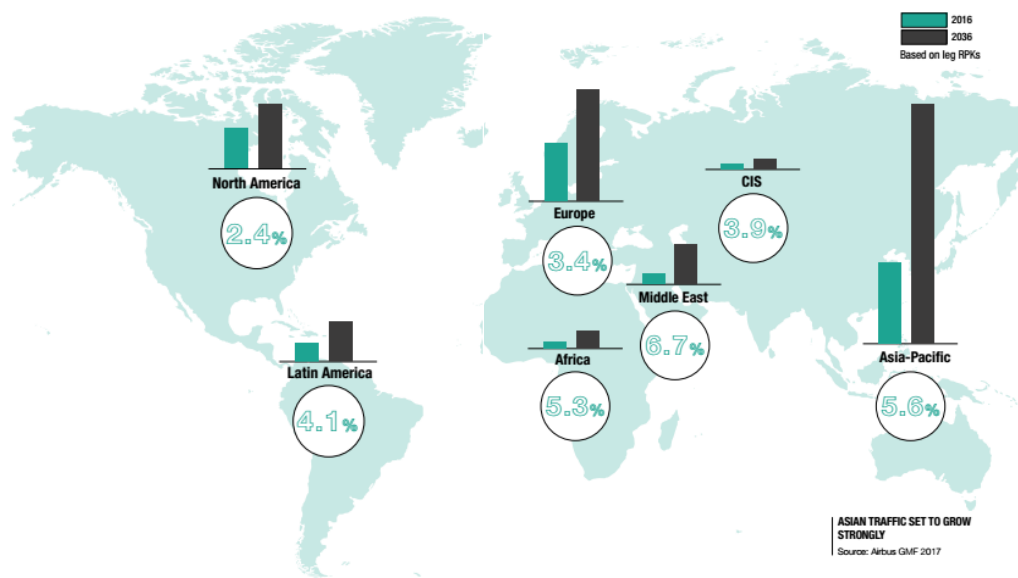 2016
2036
Based on leg RPKs
North America
2.4%
Europe
3.4%
CIS
3.9%
Middle East
6.7%
Latin America
4.1%
Africa
5.3%
Asia-Pacific
5.6%
ASIAN TRAFFIC SET TO GROW
STRONGLY
Source: Airbus GMF 2017